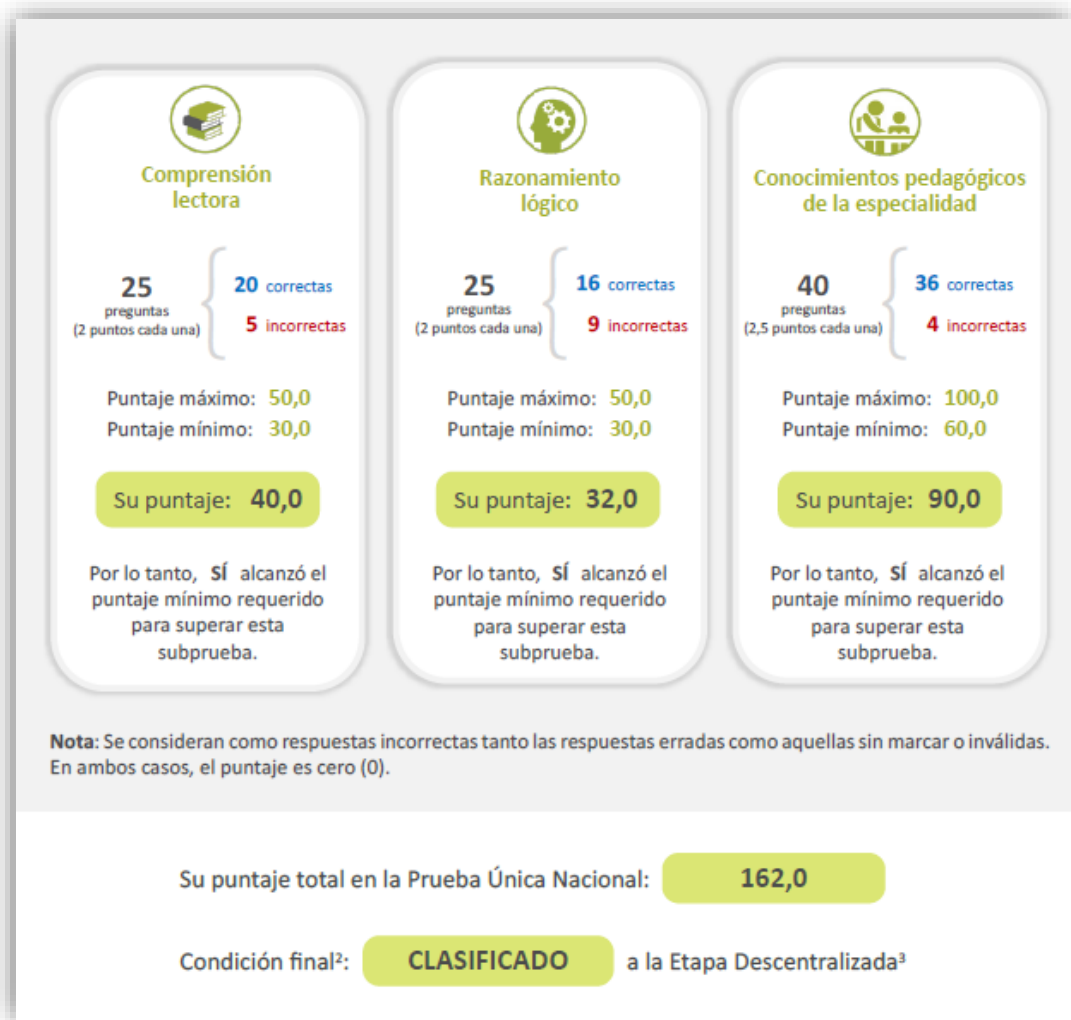 Comprensión
lectora
25
preguntas
(2 puntos cada una)
20 correctas
5 incorrectas
Puntaje máximo: 50,0
Puntaje mínimo: 30,0
Su puntaje: 40,0
Por lo tanto, SÍ alcanzó el
puntaje mínimo requerido
para superar esta
subprueba.
Razonamiento
lógico
25
preguntas
(2 puntos cada una)
16 correctas
9 incorrectas
Puntaje máximo: 50,0
Puntaje mínimo: 30,0
Su puntaje: 32,0
Por lo tanto, SÍ alcanzó el
puntaje mínimo requerido
para superar esta
subprueba.
Conocimientos pedagógicos
de la especialidad
40
preguntas
(2,5 puntos cada una)
36 correctas
4 incorrectas
Puntaje máximo: 100,0
Puntaje mínimo: 60,0
Su puntaje: 90,0
Por lo tanto, SÍ alcanzó el
puntaje mínimo requerido
para superar esta
subprueba.
Nota: Se consideran como respuestas incorrectas tanto las respuestas erradas como aquellas sin marcar o inválidas.
En ambos casos, el puntaje es cero (0).
Su puntaje total en la Prueba Única Nacional: 162,0
Condición final²: CLASIFICADO a la Etapa Descentralizada³